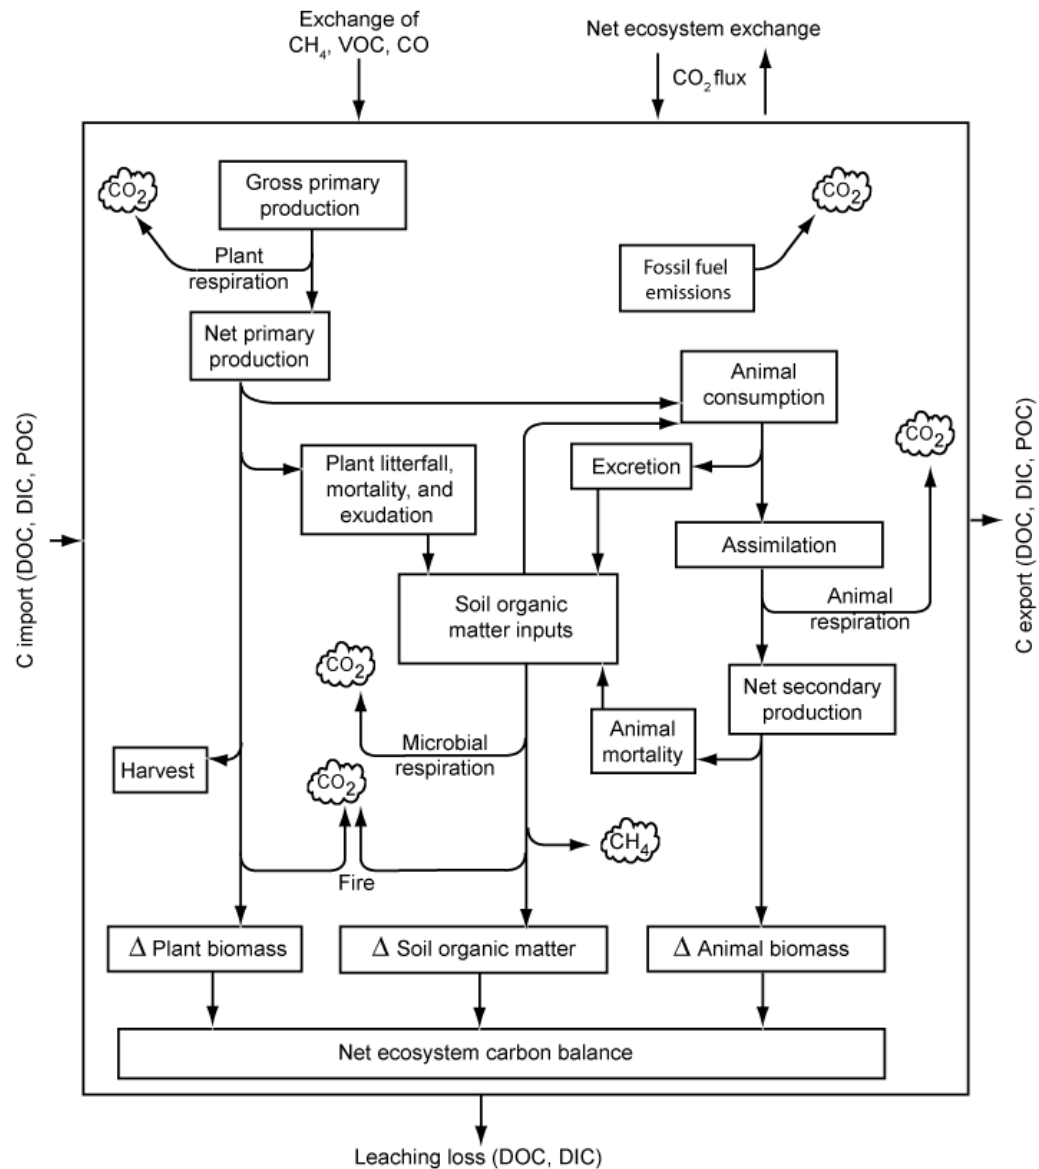 Exchange of
CH4, VOC, CO
Net ecosystem exchange
CO2 flux
CO2
Gross primary
production
CO2
Plant
respiration
Fossil fuel
emissions
Net primary
production
Animal
consumption
CO2
C import (DOC, DIC, POC)
C export (DOC, DIC, POC)
Plant litterfall,
mortality, and
exudation
Excretion
Assimilation
Soil organic
matter inputs
Animal
respiration
CO2
Net secondary
production
Animal
mortality
Microbial
respiration
Harvest
CO2
CH4
Fire
Δ Plant biomass
Δ Soil organic matter
Δ Animal biomass
Net ecosystem carbon balance
Leaching loss (DOC, DIC)